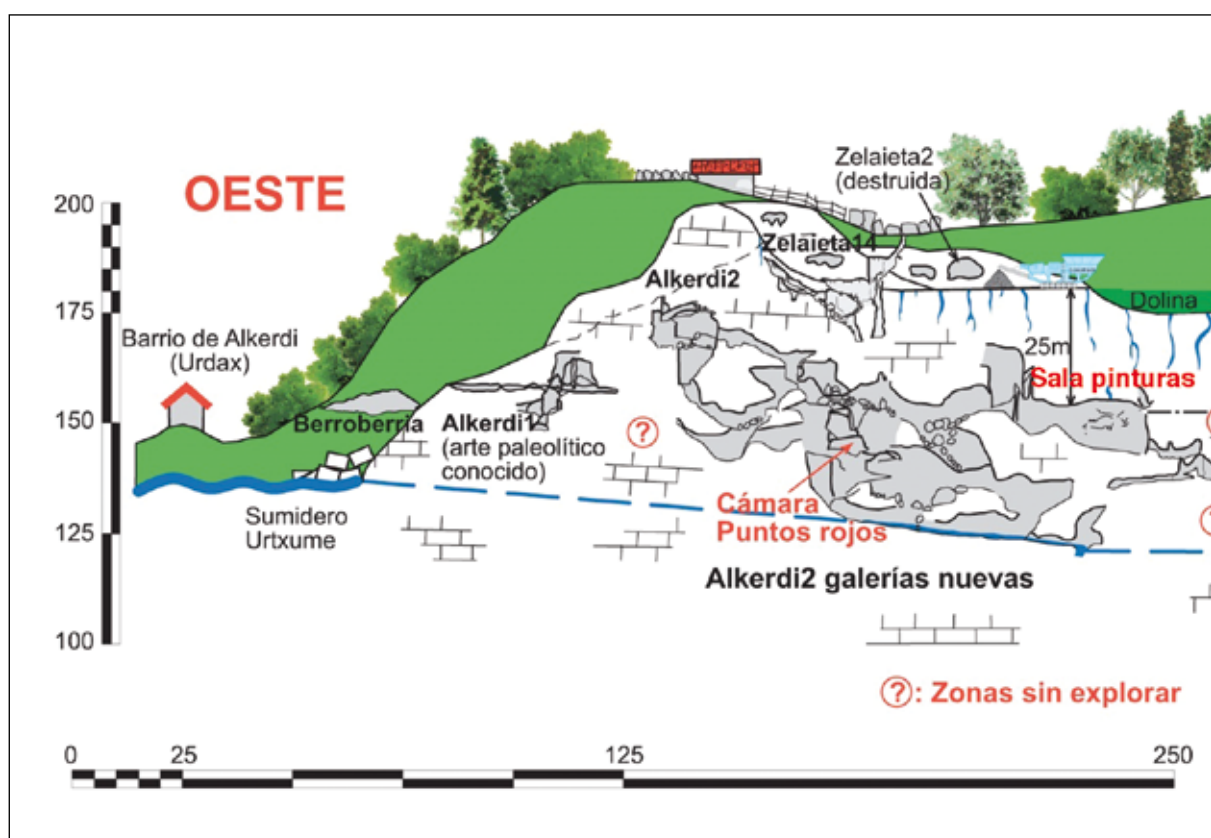 OESTE
Zelaieta2
(destruida)
200
Zelaieta14
Alkerdi2
175
Dolina
Barrio de Alkerdi
(Urdax)
25m
Sala pinturas
150
Berroberria
Alkerdi1
(arte paleolítico
conocido)
?
Cámara
Puntos rojos
Sumidero
Urtxume
125
Alkerdi2 galerías nuevas
100
?: Zonas sin explorar
0 25 125 250